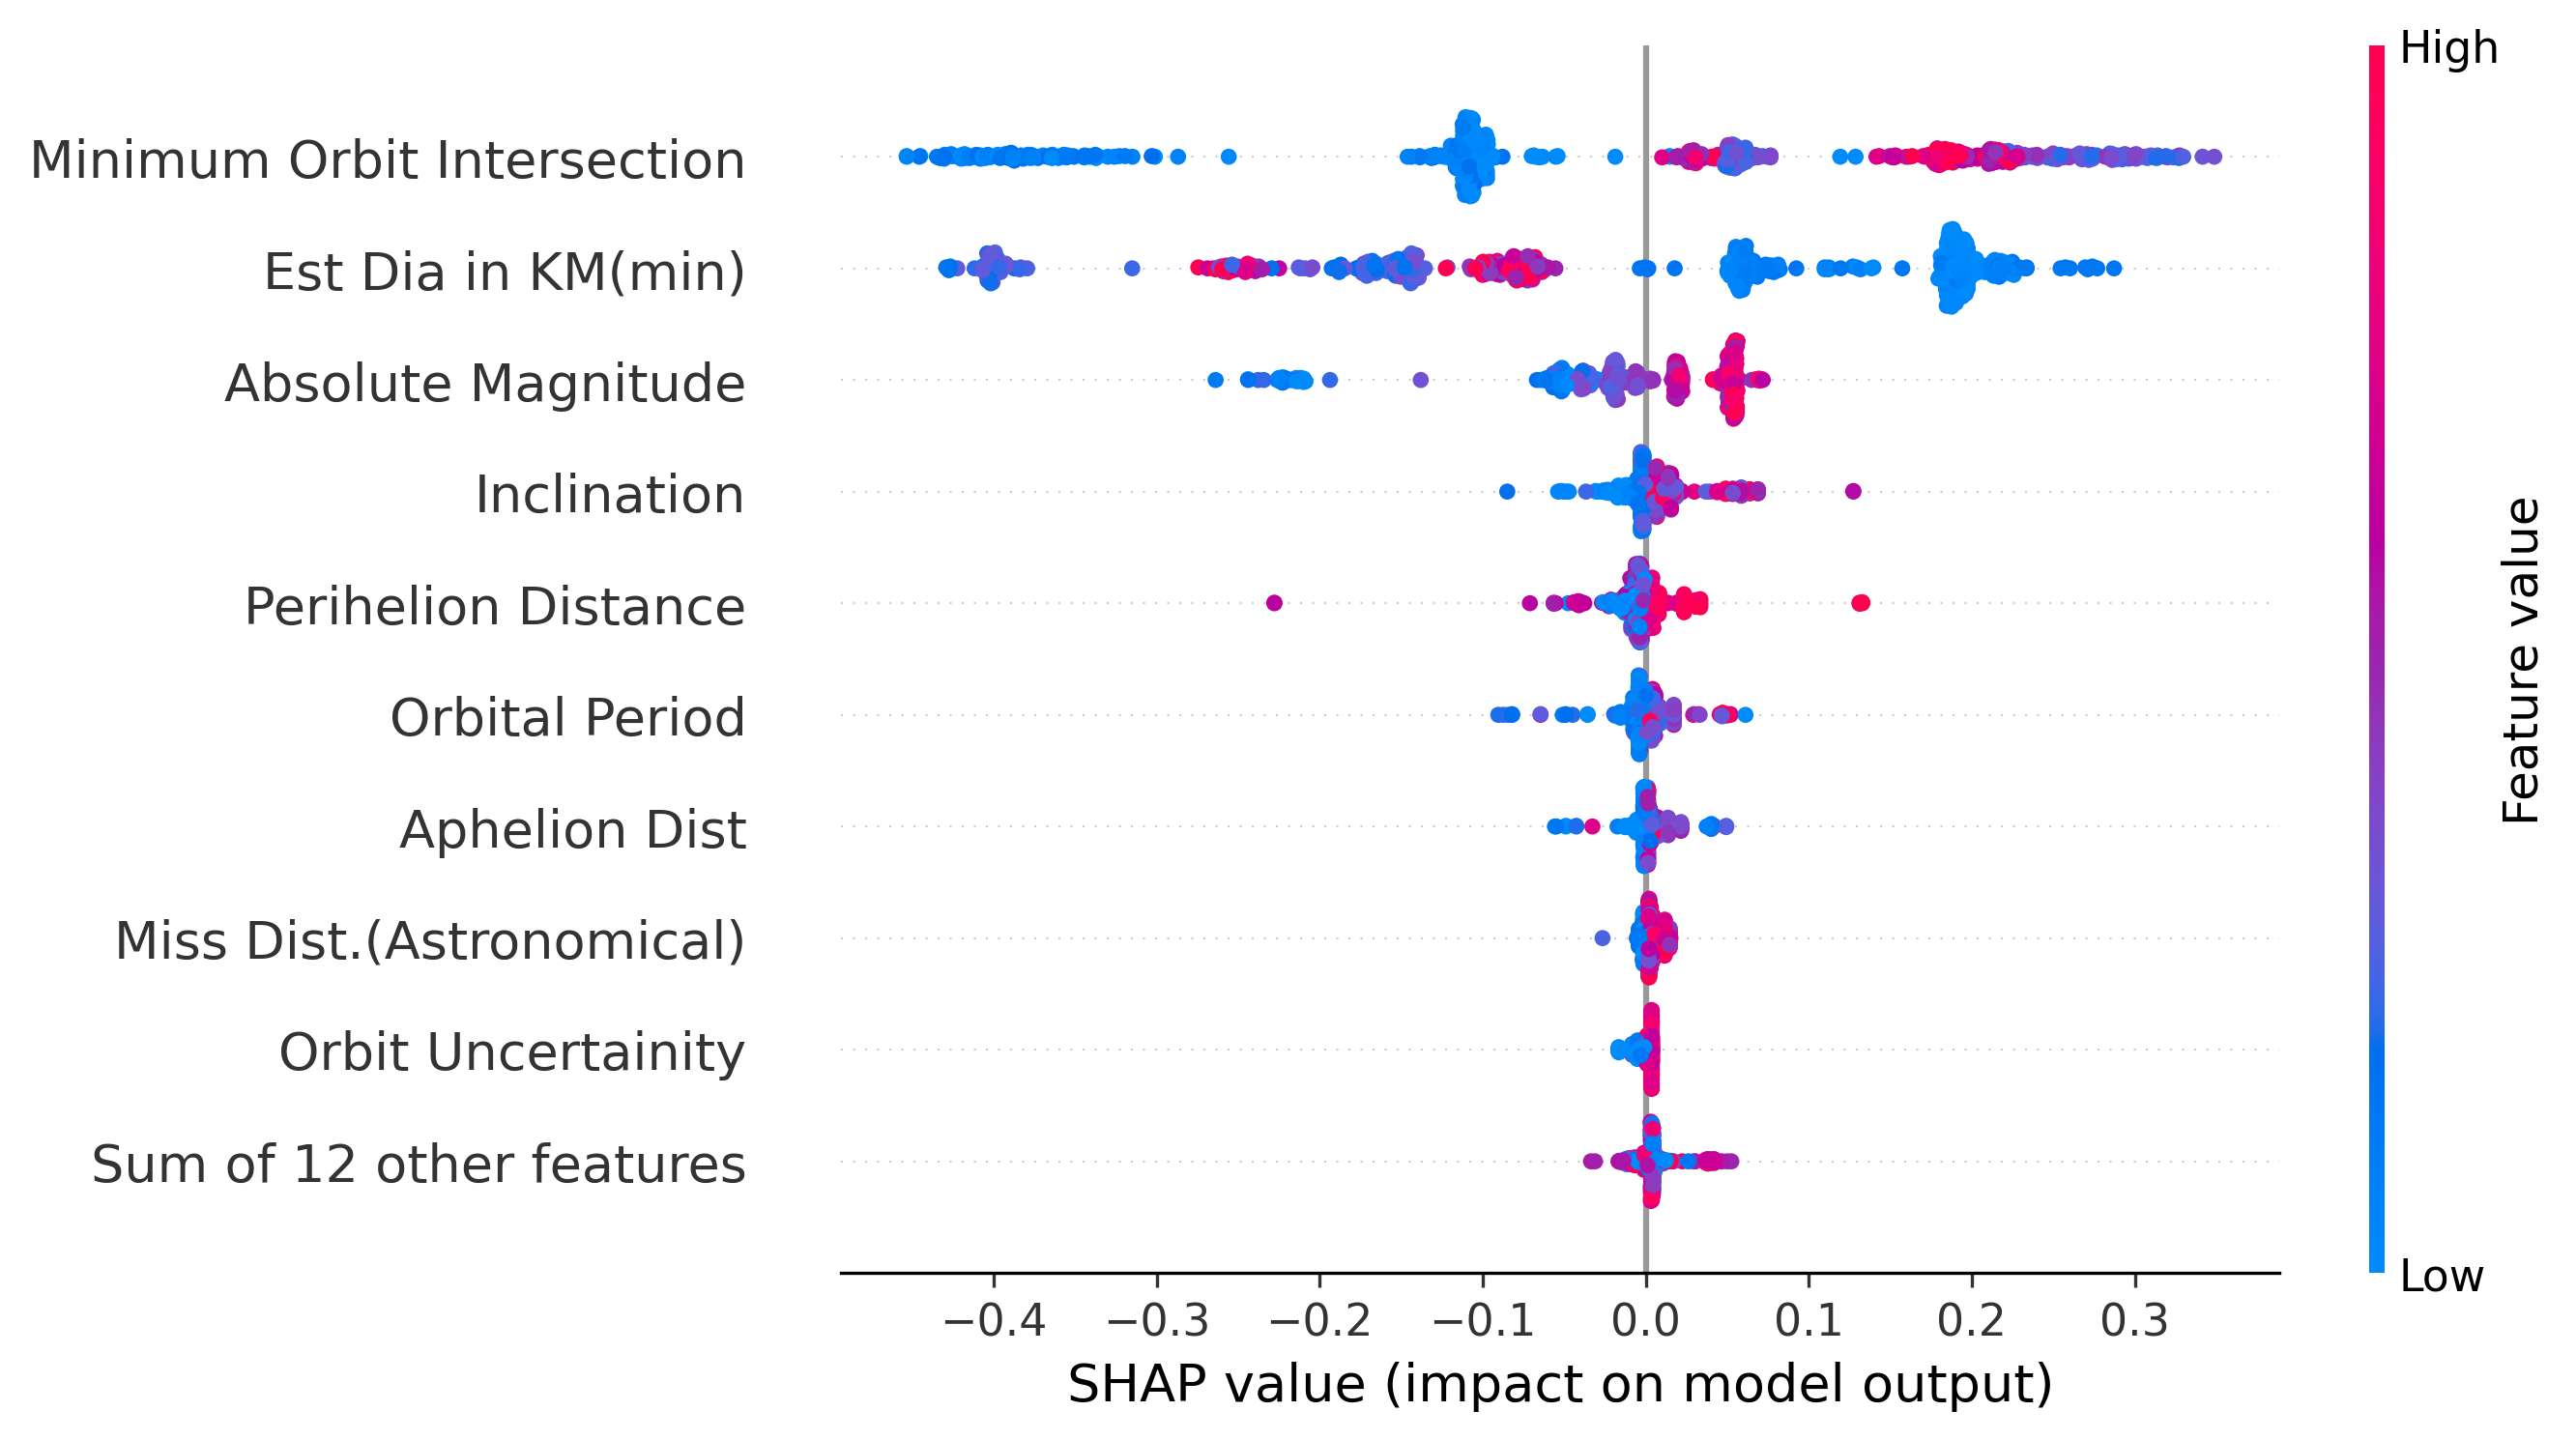 High
Minimum Orbit Intersection
Est Dia in KM(min)
Absolute Magnitude
Inclination
Perihelion Distance
Orbital Period
Aphelion Dist
Miss Dist.(Astronomical)
Orbit Uncertainity
Sum of 12 other features
Feature value
Low
−0.4 −0.3 −0.2 −0.1 0.0 0.1 0.2 0.3
SHAP value (impact on model output)